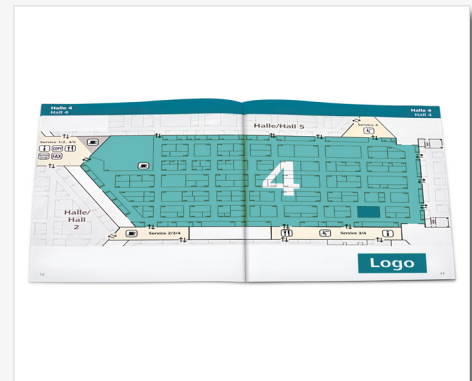 Halle 4
Hall 4
Halle 4
Hall 4
Halle/Hall 5
Service 4
Service 1/2, 4/5
FAX
4
Halle/
Hall
2
Service 2/3/4
Service 3/4
Logo